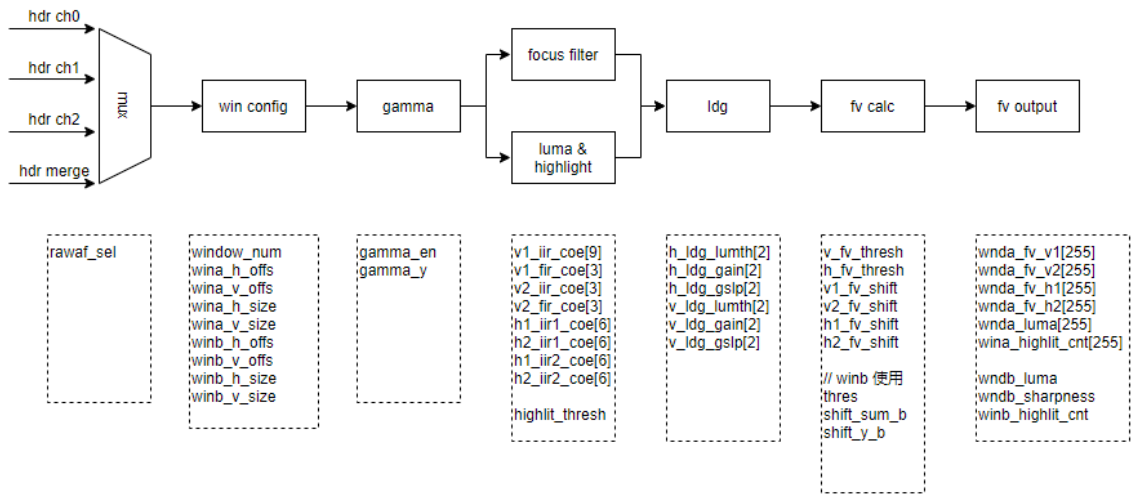 hdr ch0
hdr ch1
hdr ch2
hdr merge
mux
win config
gamma
focus filter
luma &
highlight
ldg
fv calc
fv output
rawaf_sel
window_num
wina_h_offs
wina_v_offs
wina_h_size
wina_v_size
winb_h_offs
winb_v_offs
winb_h_size
winb_v_size
gamma_en
gamma_y
v1_iir_coe[9]
v1_fir_coe[3]
v2_iir_coe[3]
v2_fir_coe[3]
h1_iir1_coe[6]
h2_iir1_coe[6]
h1_iir2_coe[6]
h2_iir2_coe[6]
highlit_thresh
h_ldg_lumth[2]
h_ldg_gain[2]
h_ldg_gslp[2]
v_ldg_lumth[2]
v_ldg_gain[2]
v_ldg_gslp[2]
v_fv_thresh
h_fv_thresh
v1_fv_shift
v2_fv_shift
h1_fv_shift
h2_fv_shift
// winb 使用
thres
shift_sum_b
shift_y_b
wnda_fv_v1[255]
wnda_fv_v2[255]
wnda_fv_h1[255]
wnda_fv_h2[255]
wnda_luma[255]
wina_highlit_cnt[255]
wndb_luma
wndb_sharpness
winb_highlit_cnt